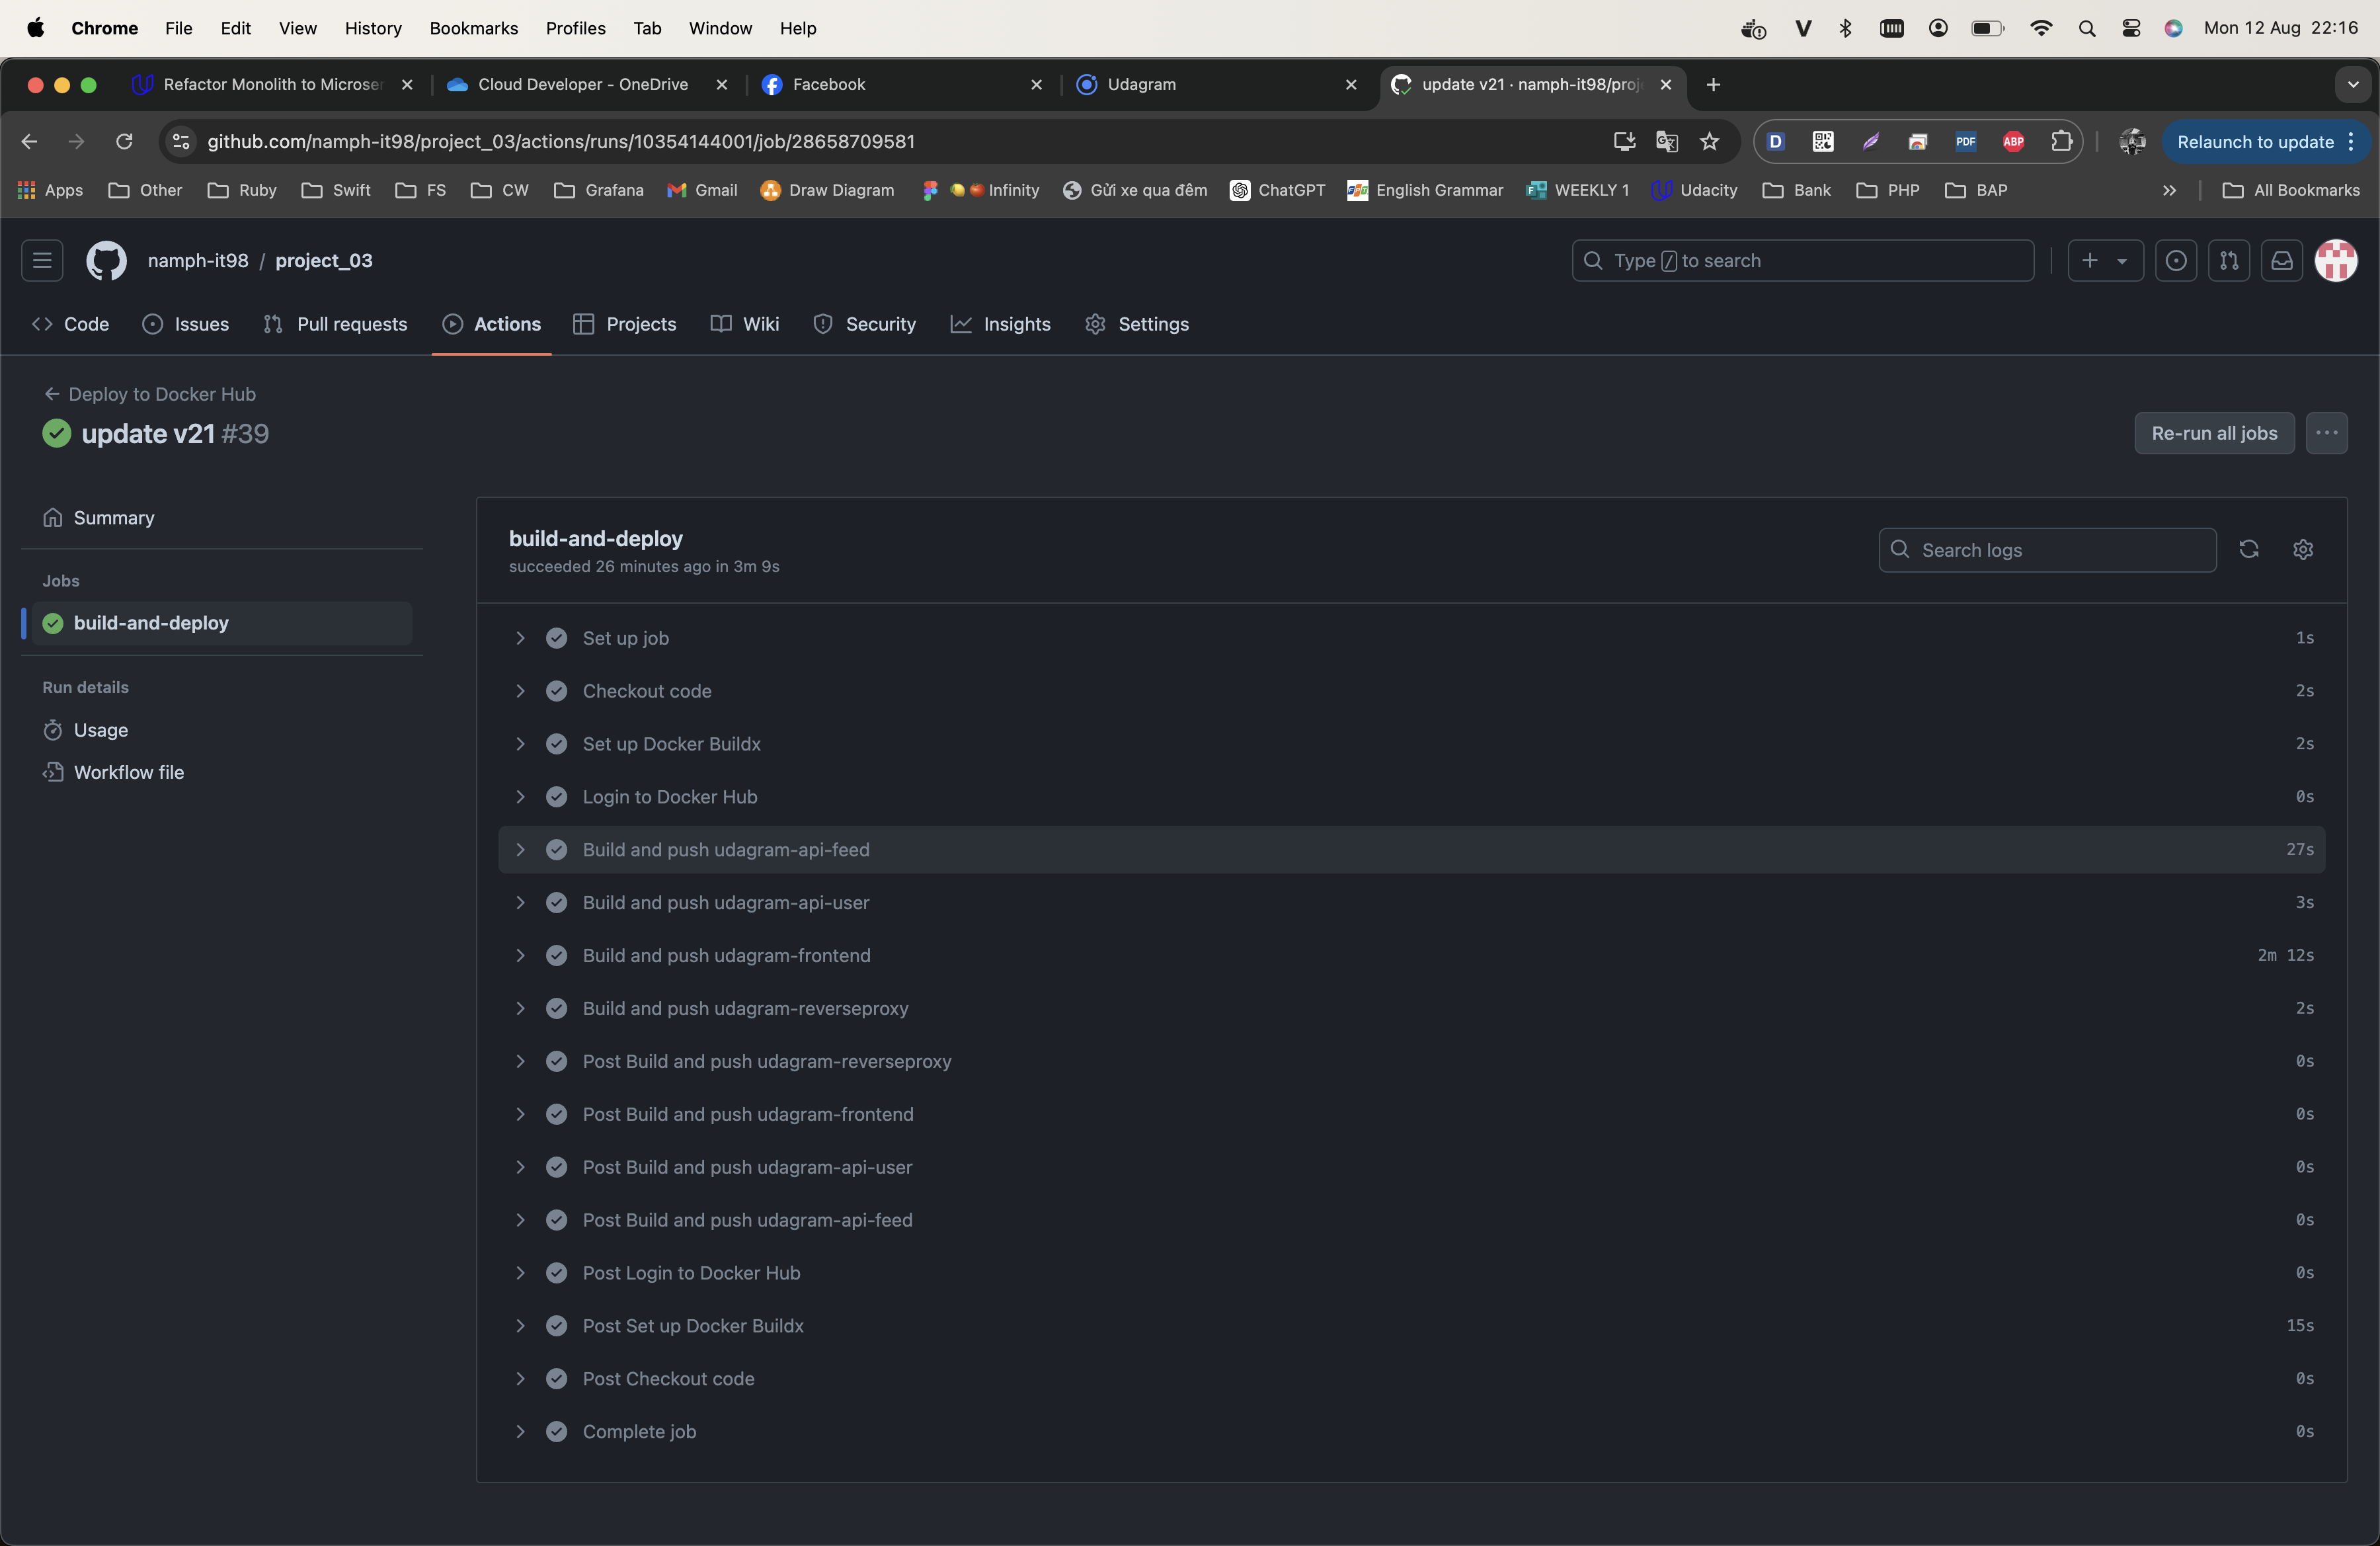 Chrome File Edit View History Bookmarks Profiles Tab Window Help Mon 12 Aug 22:16
Refactor Monolith to Microser Cloud Developer - OneDrive Facebook Udagram update v21 · namph-it98/proj
github.com/namph-it98/project_03/actions/runs/10354144001/job/28658709581 D PDF ABP Relaunch to update
Apps Other Ruby Swift FS CW Grafana Gmail Draw Diagram Infinity Gửi xe qua đêm ChatGPT English Grammar WEEKLY 1 Udacity Bank PHP BAP » All Bookmarks
namph-it98 / project_03 Type / to search
Code Issues Pull requests Actions Projects Wiki Security Insights Settings
← Deploy to Docker Hub
update v21 #39 Re-run all jobs
Summary
Jobs
build-and-deploy
Run details
Usage
Workflow file
build-and-deploy
succeeded 26 minutes ago in 3m 9s
Search logs
Set up job 1s
Checkout code 2s
Set up Docker Buildx 2s
Login to Docker Hub 0s
Build and push udagram-api-feed 27s
Build and push udagram-api-user 3s
Build and push udagram-frontend 2m 12s
Build and push udagram-reverseproxy 2s
Post Build and push udagram-reverseproxy 0s
Post Build and push udagram-frontend 0s
Post Build and push udagram-api-user 0s
Post Build and push udagram-api-feed 0s
Post Login to Docker Hub 0s
Post Set up Docker Buildx 15s
Post Checkout code 0s
Complete job 0s